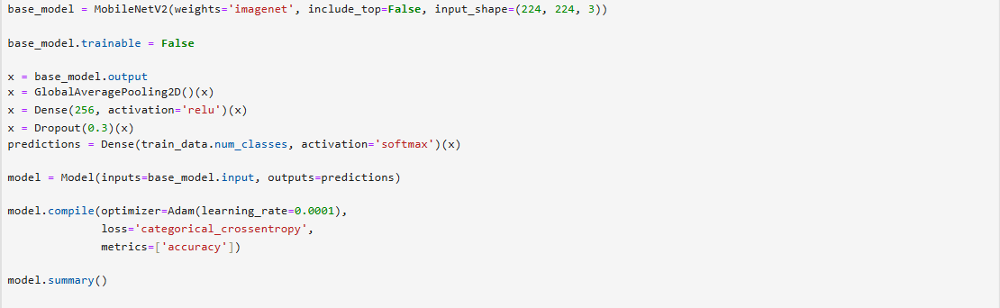 base_model = MobileNetV2(weights='imagenet', include_top=False, input_shape=(224, 224, 3))
base_model.trainable = False
x = base_model.output
x = GlobalAveragePooling2D()(x)
x = Dense(256, activation='relu')(x)
x = Dropout(0.3)(x)
predictions = Dense(train_data.num_classes, activation='softmax')(x)
model = Model(inputs=base_model.input, outputs=predictions)
model.compile(optimizer=Adam(learning_rate=0.0001),
loss='categorical_crossentropy',
metrics=['accuracy'])
model.summary()